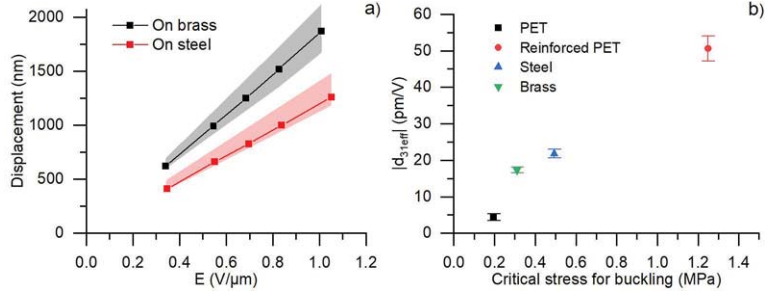 a)
On brass
On steel
Displacement (nm)
2000
1500
1000
500
0
0.0 0.2 0.4 0.6 0.8 1.0 1.2
E (V/µm)
b)
PET
Reinforced PET
Steel
Brass
|d31eff| (pm/V)
60
50
40
30
20
10
0
0.0 0.2 0.4 0.6 0.8 1.0 1.2 1.4
Critical stress for buckling (MPa)